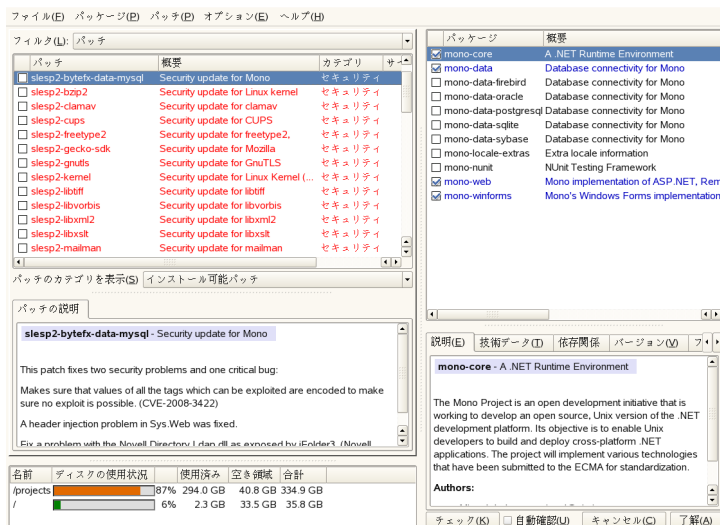 ファイル(F) パッケージ(P) パッチ(P) オプション(E) ヘルプ(H)
フィルタ(L): パッチ
パッチ 概要 カテゴリ サー
slesp2-bytefx-data-mysql Security update for Mono セキュリティ
slesp2-bzip2 Security update for Linux kernel セキュリティ
slesp2-clamav Security update for clamav セキュリティ
slesp2-cups Security update for CUPS セキュリティ
slesp2-freetype2 Security update for freetype2, セキュリティ
slesp2-gecko-sdk Security update for Mozilla セキュリティ
slesp2-gnutls Security update for GnuTLS セキュリティ
slesp2-kernel Security update for Linux Kernel (... セキュリティ
slesp2-libtiff Security update for libtiff セキュリティ
slesp2-libvorbis Security update for libvorbis セキュリティ
slesp2-libxml2 Security update for libxml2 セキュリティ
slesp2-libxslt Security update for libxslt セキュリティ
slesp2-mailman Security update for mailman セキュリティ
パッチのカテゴリを表示(S) インストール可能パッチ
パッチの説明
slesp2-bytefx-data-mysql - Security update for Mono
This patch fixes two security problems and one critical bug:
Makes sure that values of all the tags which can be exploited are encoded to make
sure no exploit is possible. (CVE-2008-3422)
A header injection problem in Sys.Web was fixed.
Fix a problem with the Novell Directory Ldap dll as exposed by iFolder3. (Novell
名前 ディスクの使用状況 使用済み 空き領域 合計
/projects 87% 294.0 GB 40.8 GB 334.9 GB
/ 6% 2.3 GB 33.5 GB 35.8 GB
パッケージ 概要
mono-core A .NET Runtime Environment
mono-data Database connectivity for Mono
mono-data-firebird Database connectivity for Mono
mono-data-oracle Database connectivity for Mono
mono-data-postgresql Database connectivity for Mono
mono-data-sqlite Database connectivity for Mono
mono-data-sybase Database connectivity for Mono
mono-locale-extras Extra locale information
mono-nunit NUnit Testing Framework
mono-web Mono implementation of ASP.NET, Rem
mono-winforms Mono's Windows Forms implementation
説明(E) 技術データ(T) 依存関係 バージョン(V) フ
mono-core - A .NET Runtime Environment
The Mono Project is an open development initiative that is
working to develop an open source, Unix version of the .NET
development platform. Its objective is to enable Unix
developers to build and deploy cross-platform .NET
applications. The project will implement various technologies
that have been submitted to the ECMA for standardization.
Authors:
チェック(K) 自動確認(U) キャンセル(C) 了解(A)